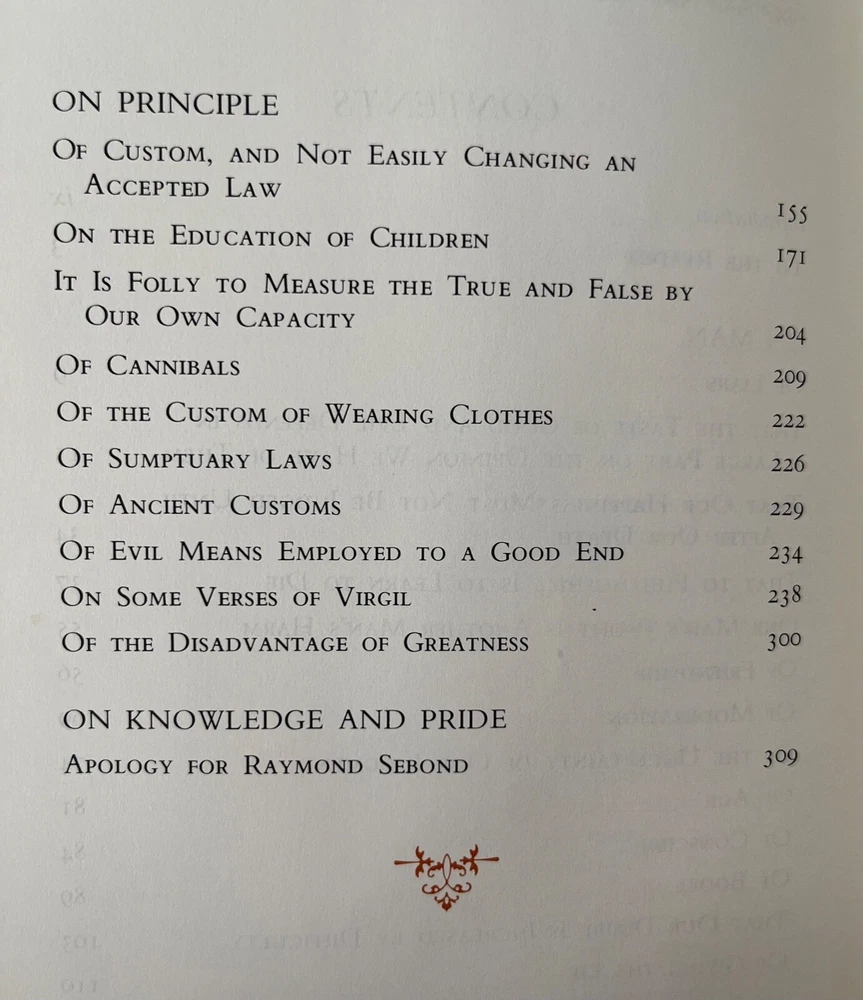 ON PRINCIPLE
OF CUSTOM, AND NOT EASILY CHANGING AN
ACCEPTED LAW 155
ON THE EDUCATION OF CHILDREN 171
IT IS FOLLY TO MEASURE THE TRUE AND FALSE BY
OUR OWN CAPACITY 204
OF CANNIBALS 209
OF THE CUSTOM OF WEARING CLOTHES 222
OF SUMPTUARY LAWS 226
OF ANCIENT CUSTOMS 229
OF EVIL MEANS EMPLOYED TO A GOOD END 234
ON SOME VERSES OF VIRGIL 238
OF THE DISADVANTAGE OF GREATNESS 300
ON KNOWLEDGE AND PRIDE
APOLOGY FOR RAYMOND SEBOND 309